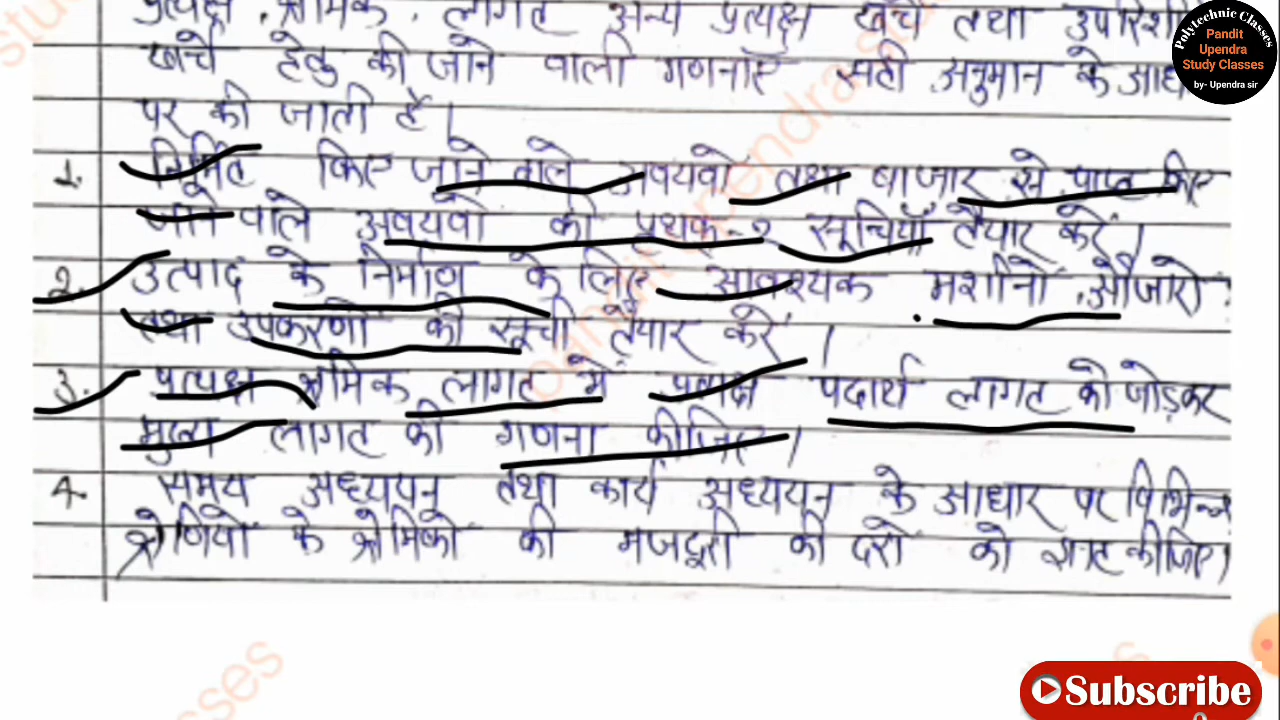 प्रत्यक्ष, श्रमिक, लागत अन्य प्रत्यक्ष खर्चे तथा उपरिशी
खर्चे हेतु की जाने वाली गणनाएँ सही अनुमान के आध
पर की जाती है।
1. निर्मित किए जाने वाले अवयवो तथा बाजार से प्राप्त किए
जाने वाले अवयवो की प्रथक-2 सूचियाँ तैयार करें।
2. उत्पाद के निर्माण के लिए आवश्यक मशीनो, औजारो
तथा उपकरणो की सूची तैयार करें।
3. प्रत्यक्ष श्रमिक लागत मे प्रत्यक्ष पदार्थ लागत को जोड़कर
मुख्य लागत की गणना कीजिए।
4. समय अध्ययन तथा कार्य अध्ययन के आधार पर विभिन्न
श्रेणियो के श्रमिको की मजदूरी की दरो को ज्ञात कीजिए।
Polytechnic Classes
Pandit
Upendra
Study Classes
by- Upendra sir
Subscribe